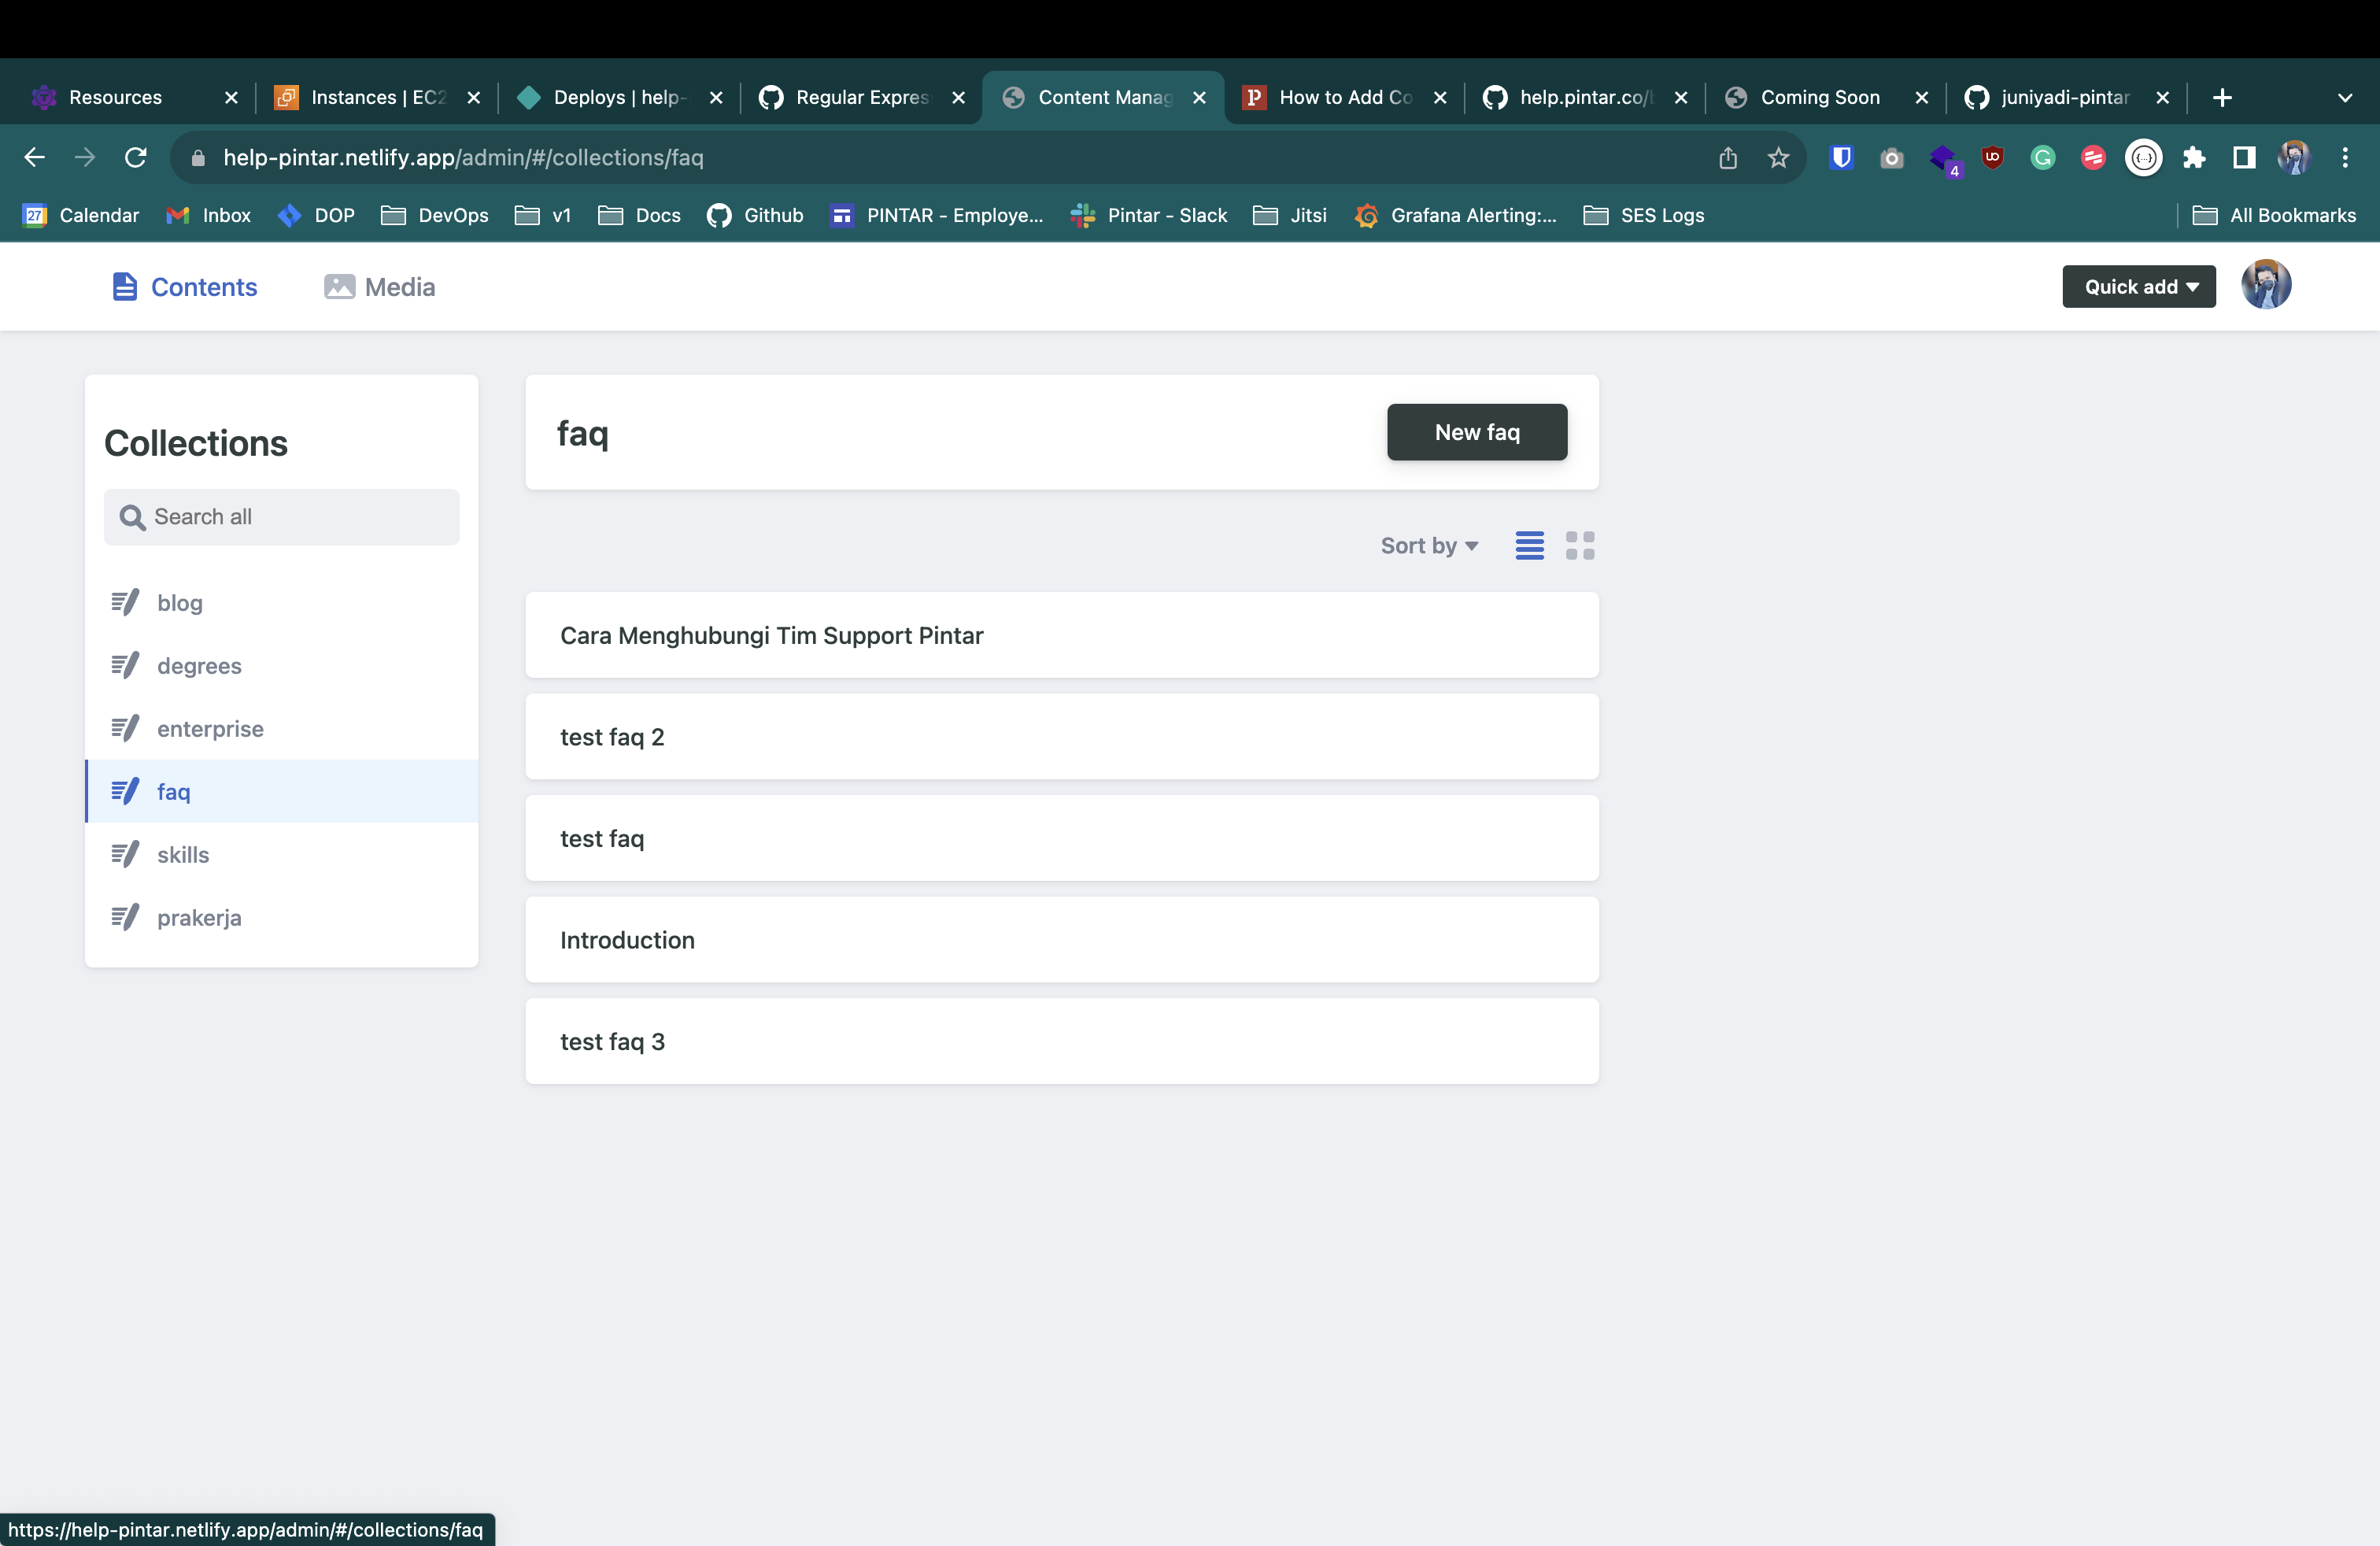 Resources
Instances | EC2
Deploys | help-
Regular Expres
Content Manag
How to Add Co
help.pintar.co/b
Coming Soon
juniyadi-pintar
help-pintar.netlify.app/admin/#/collections/faq
4
27 Calendar
Inbox
DOP
DevOps
v1
Docs
Github
PINTAR - Employe...
Pintar - Slack
Jitsi
Grafana Alerting:...
SES Logs
All Bookmarks
Contents
Media
Quick add
Collections
Search all
blog
degrees
enterprise
faq
skills
prakerja
faq
New faq
Sort by
Cara Menghubungi Tim Support Pintar
test faq 2
test faq
Introduction
test faq 3
https://help-pintar.netlify.app/admin/#/collections/faq